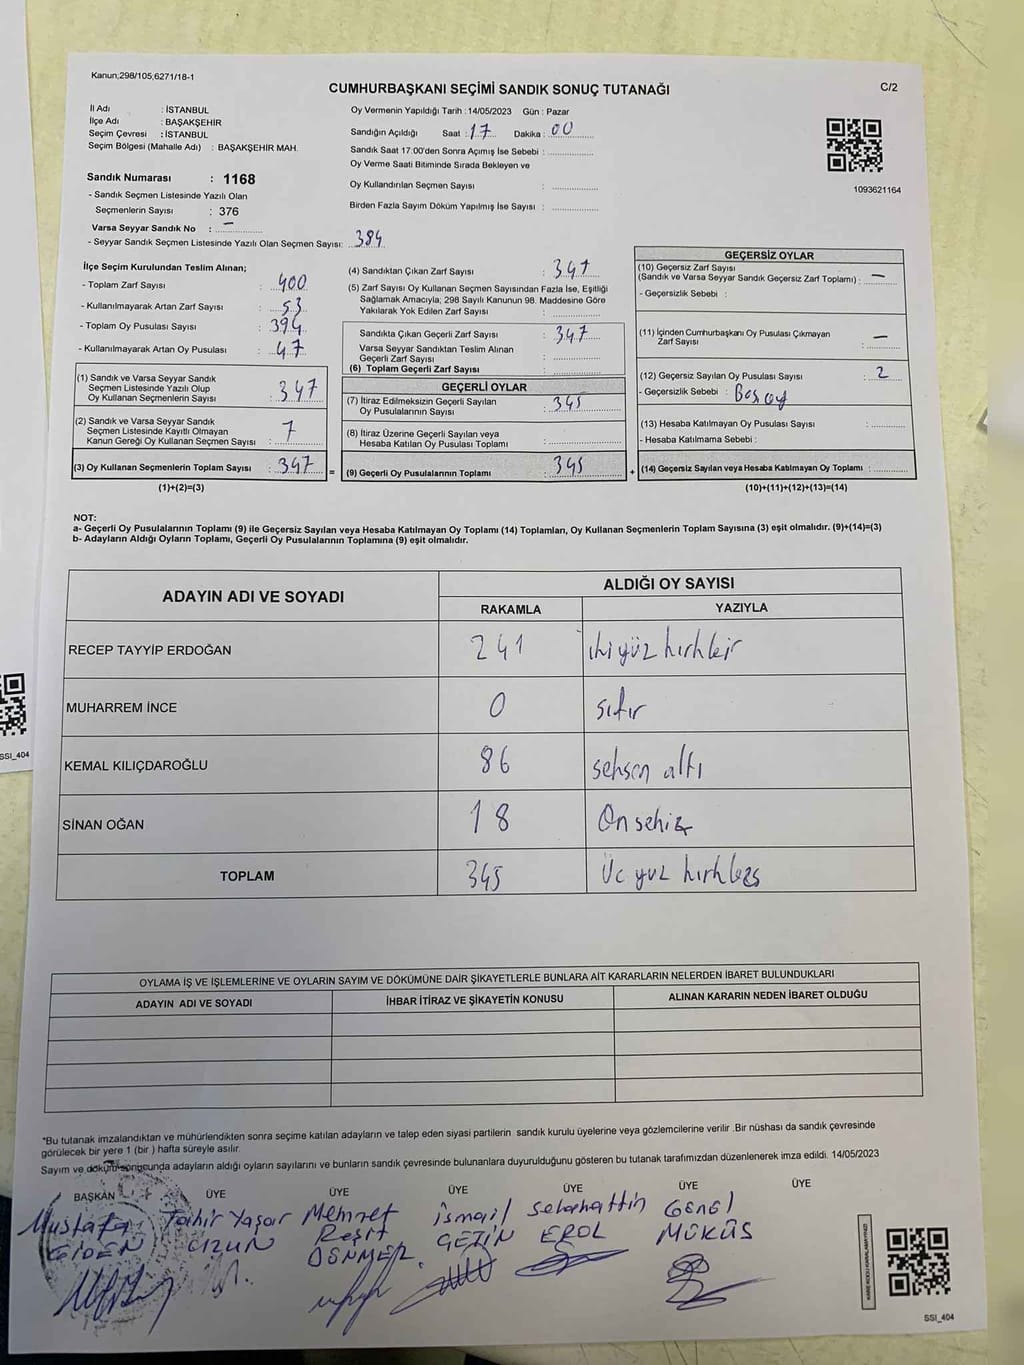 Kanun;298/105;6271/18-1
CUMHURBAŞKANI SEÇİMİ SANDIK SONUÇ TUTANAĞI
C/2
İl Adı : İSTANBUL
İlçe Adı : BAŞAKŞEHİR
Seçim Çevresi : İSTANBUL
Seçim Bölgesi (Mahalle Adı) : BAŞAKŞEHİR MAH.
Sandık Numarası : 1168
- Sandık Seçmen Listesinde Yazılı Olan
Seçmenlerin Sayısı : 376
Varsa Seyyar Sandık No : –
- Seyyar Sandık Seçmen Listesinde Yazılı Olan Seçmen Sayısı: 384
Oy Vermenin Yapıldığı Tarih : 14/05/2023 Gün : Pazar
Sandığın Açıldığı Saat : 17 Dakika : 00
Sandık Saat 17:00'den Sonra Açımış İse Sebebi :
Oy Verme Saati Bitiminde Sırada Bekleyen ve
Oy Kullandırılan Seçmen Sayısı :
Birden Fazla Sayım Döküm Yapılmış İse Sayısı :
1093621164
İlçe Seçim Kurulundan Teslim Alınan;
- Toplam Zarf Sayısı : 400
- Kullanılmayarak Artan Zarf Sayısı : 53
- Toplam Oy Pusulası Sayısı : 394
- Kullanılmayarak Artan Oy Pusulası : 47
(1) Sandık ve Varsa Seyyar Sandık
Seçmen Listesinde Yazılı Olup
Oy Kullanan Seçmenlerin Sayısı : 347
(2) Sandık ve Varsa Seyyar Sandık
Seçmen Listesinde Kayıtlı Olmayan
Kanun Gereği Oy Kullanan Seçmen Sayısı : 7
(3) Oy Kullanan Seçmenlerin Toplam Sayısı : 347
(1)+(2)=(3)
(4) Sandıktan Çıkan Zarf Sayısı : 347
(5) Zarf Sayısı Oy Kullanan Seçmen Sayısından Fazla İse, Eşitliği
Sağlamak Amacıyla; 298 Sayılı Kanunun 98. Maddesine Göre
Yakılarak Yok Edilen Zarf Sayısı :
Sandıkta Çıkan Geçerli Zarf Sayısı : 347
Varsa Seyyar Sandıktan Teslim Alınan
Geçerli Zarf Sayısı :
(6) Toplam Geçerli Zarf Sayısı :
GEÇERLİ OYLAR
(7) İtiraz Edilmeksizin Geçerli Sayılan
Oy Pusulalarının Sayısı : 345
(8) İtiraz Üzerine Geçerli Sayılan veya
Hesaba Katılan Oy Pusulası Toplamı :
= (9) Geçerli Oy Pusulalarının Toplamı : 345
GEÇERSİZ OYLAR
(10) Geçersiz Zarf Sayısı
(Sandık ve Varsa Seyyar Sandık Geçersiz Zarf Toplamı) : –
- Geçersizlik Sebebi :
(11) İçinden Cumhurbaşkanı Oy Pusulası Çıkmayan
Zarf Sayısı : –
(12) Geçersiz Sayılan Oy Pusulası Sayısı : 2
- Geçersizlik Sebebi : Boş oy
(13) Hesaba Katılmayan Oy Pusulası Sayısı :
- Hesaba Katılmama Sebebi :
+ (14) Geçersiz Sayılan veya Hesaba Katılmayan Oy Toplamı :
(10)+(11)+(12)+(13)=(14)
NOT:
a- Geçerli Oy Pusulalarının Toplamı (9) ile Geçersiz Sayılan veya Hesaba Katılmayan Oy Toplamı (14) Toplamları, Oy Kullanan Seçmenlerin Toplam Sayısına (3) eşit olmalıdır. (9)+(14)=(3)
b- Adayların Aldığı Oyların Toplamı, Geçerli Oy Pusulalarının Toplamına (9) eşit olmalıdır.
ADAYIN ADI VE SOYADI
ALDIĞI OY SAYISI
RAKAMLA YAZIYLA
RECEP TAYYİP ERDOĞAN 241 ikiyüz kırkbir
MUHARREM İNCE 0 sıfır
KEMAL KILIÇDAROĞLU 86 seksen altı
SİNAN OĞAN 18 On sekiz
TOPLAM 345 Üç yüz kırkbeş
OYLAMA İŞ VE İŞLEMLERİNE VE OYLARIN SAYIM VE DÖKÜMÜNE DAİR ŞİKAYETLERLE BUNLARA AİT KARARLARIN NELERDEN İBARET BULUNDUKLARI
ADAYIN ADI VE SOYADI İHBAR İTİRAZ VE ŞİKAYETİN KONUSU ALINAN KARARIN NEDEN İBARET OLDUĞU
*Bu tutanak imzalandıktan ve mühürlendikten sonra seçime katılan adayların ve talep eden siyasi partilerin sandık kurulu üyelerine veya gözlemcilerine verilir .Bir nüshası da sandık çevresinde
görülecek bir yere 1 (bir ) hafta süreyle asılır.
Sayım ve döküm sonucunda adayların aldığı oyların sayılarını ve bunların sandık çevresinde bulunanlara duyurulduğunu gösteren bu tutanak tarafımızdan düzenlenerek imza edildi. 14/05/2023
BAŞKAN ÜYE ÜYE ÜYE ÜYE ÜYE ÜYE
Mustafa Tahir Yaşar Mehmet İsmail Selahattin Genel
GİDEN UZUN Reşit GEZİN EROL MÜKÜS
DÖNMEZ
SSİ_404
SSİ_404